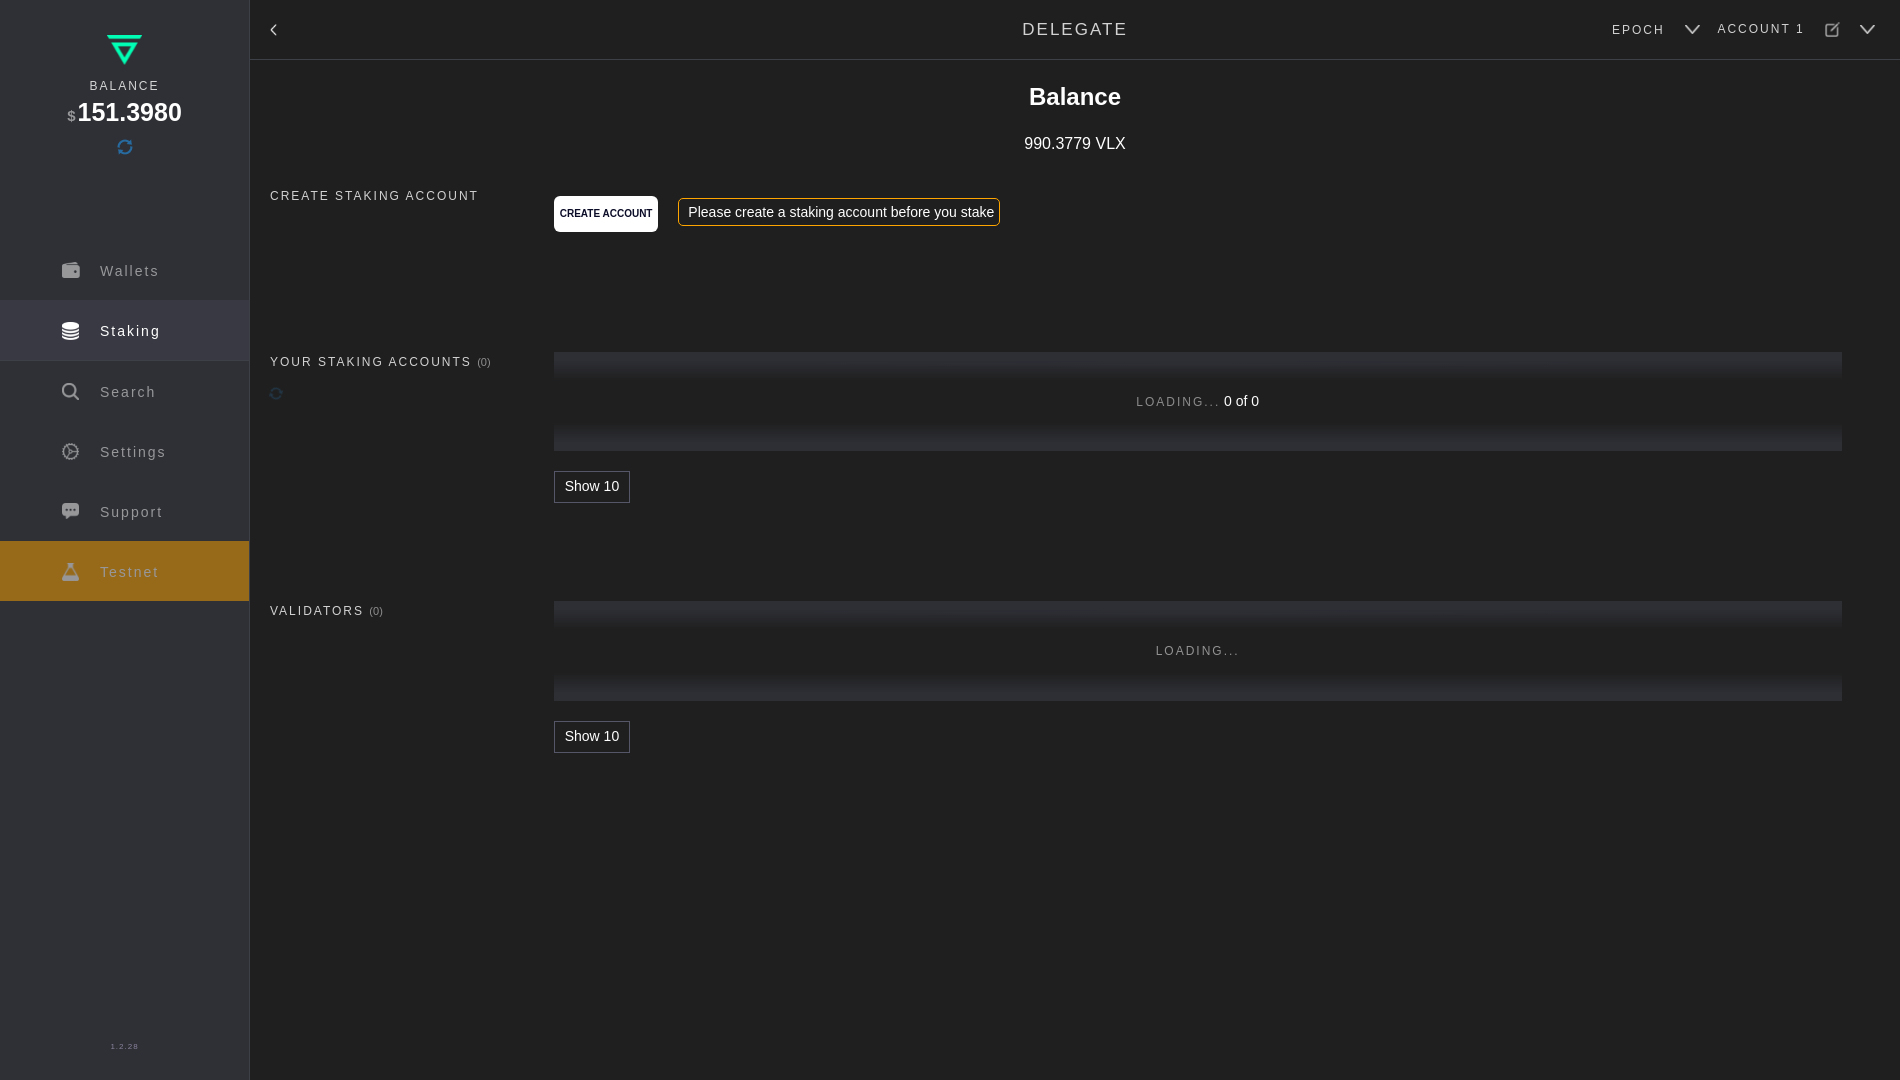 BALANCE
$151.3980
Wallets
Staking
Search
Settings
Support
Testnet
1.2.28
DELEGATE
EPOCH
ACCOUNT 1
Balance
990.3779 VLX
CREATE STAKING ACCOUNT
CREATE ACCOUNT
Please create a staking account before you stake
YOUR STAKING ACCOUNTS (0)
LOADING... 0 of 0
Show 10
VALIDATORS (0)
LOADING...
Show 10